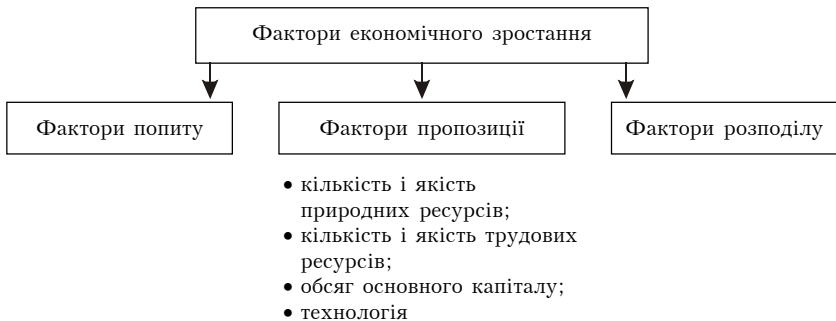 Фактори економічного зростання
Фактори попиту
Фактори пропозиції
Фактори розподілу
• кількість і якість
природних ресурсів;
• кількість і якість трудових
ресурсів;
• обсяг основного капіталу;
• технологія